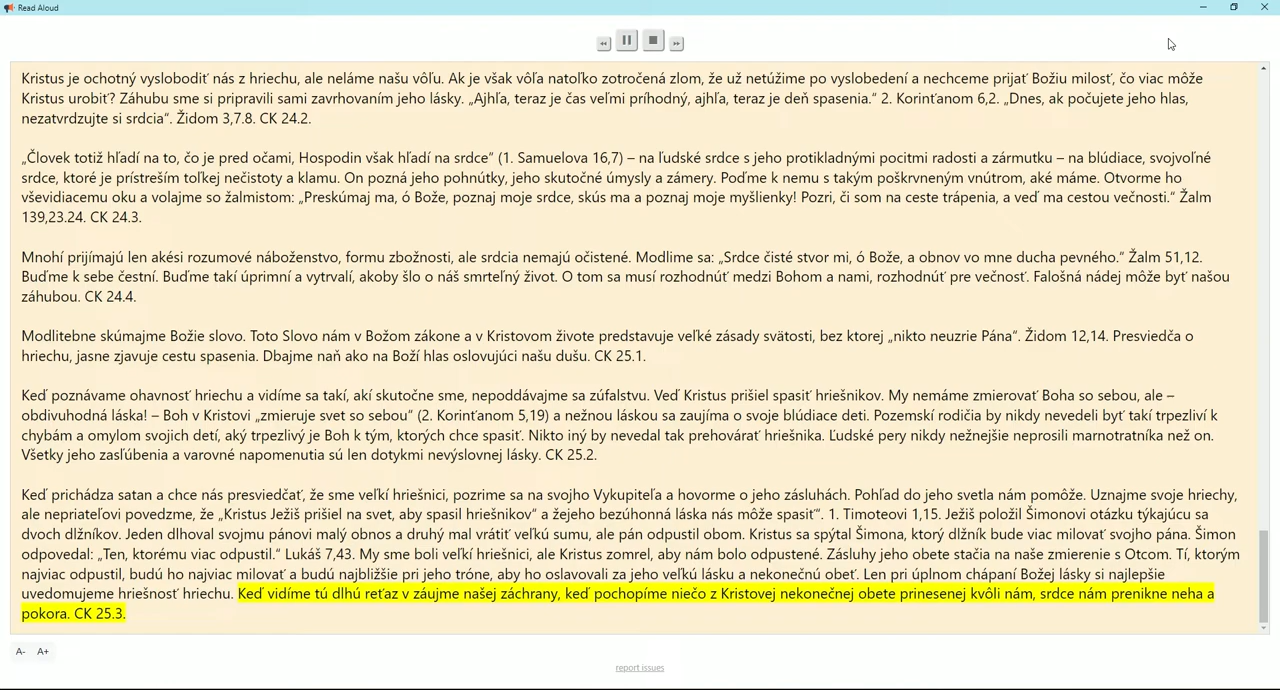 Read Aloud
Kristus je ochotný vyslobodiť nás z hriechu, ale neláme našu vôľu. Ak je však vôľa natoľko zotročená zlom, že už netúžime po vyslobedení a nechceme prijať Božiu milosť, čo viac môže
Kristus urobiť? Záhubu sme si pripravili sami zavrhovaním jeho lásky. „Ajhľa, teraz je čas veľmi príhodný, ajhľa, teraz je deň spasenia.“ 2. Korinťanom 6,2. „Dnes, ak počujete jeho hlas,
nezatvrdzujte si srdcia“. Židom 3,7.8. CK 24.2.
„Človek totiž hľadí na to, čo je pred očami, Hospodin však hľadí na srdce“ (1. Samuelova 16,7) – na ľudské srdce s jeho protikladnými pocitmi radosti a zármutku – na blúdiace, svojvoľné
srdce, ktoré je prístreším toľkej nečistoty a klamu. On pozná jeho pohnútky, jeho skutočné úmysly a zámery. Poďme k nemu s takým poškrvneným vnútrom, aké máme. Otvorme ho
vševidiacemu oku a volajme so žalmistom: „Preskúmaj ma, ó Bože, poznaj moje srdce, skús ma a poznaj moje myšlienky! Pozri, či som na ceste trápenia, a veď ma cestou večnosti.“ Žalm
139,23.24. CK 24.3.
Mnohí prijímajú len akési rozumové náboženstvo, formu zbožnosti, ale srdcia nemajú očistené. Modlime sa: „Srdce čisté stvor mi, ó Bože, a obnov vo mne ducha pevného.“ Žalm 51,12.
Buďme k sebe čestní. Buďme takí úprimní a vytrvalí, akoby šlo o náš smrteľný život. O tom sa musí rozhodnúť medzi Bohom a nami, rozhodnúť pre večnosť. Falošná nádej môže byť našou
záhubou. CK 24.4.
Modlitebne skúmajme Božie slovo. Toto Slovo nám v Božom zákone a v Kristovom živote predstavuje veľké zásady svätosti, bez ktorej „nikto neuzrie Pána“. Židom 12,14. Presviedča o
hriechu, jasne zjavuje cestu spasenia. Dbajme naň ako na Boží hlas oslovujúci našu dušu. CK 25.1.
Keď poznávame ohavnosť hriechu a vidíme sa takí, akí skutočne sme, nepoddávajme sa zúfalstvu. Veď Kristus prišiel spasiť hriešnikov. My nemáme zmierovať Boha so sebou, ale –
obdivuhodná láska! – Boh v Kristovi „zmieruje svet so sebou“ (2. Korinťanom 5,19) a nežnou láskou sa zaujíma o svoje blúdiace deti. Pozemskí rodičia by nikdy nevedeli byť takí trpezliví k
chybám a omylom svojich detí, aký trpezlivý je Boh k tým, ktorých chce spasiť. Nikto iný by nevedal tak prehovárať hriešnika. Ľudské pery nikdy nežnejšie neprosili marnotratníka než on.
Všetky jeho zasľúbenia a varovné napomenutia sú len dotykmi nevýslovnej lásky. CK 25.2.
Keď prichádza satan a chce nás presviedčať, že sme veľkí hriešnici, pozrime sa na svojho Vykupiteľa a hovorme o jeho zásluhách. Pohľad do jeho svetla nám pomôže. Uznajme svoje hriechy,
ale nepriateľovi povedzme, že „Kristus Ježiš prišiel na svet, aby spasil hriešnikov“ a žejeho bezúhonná láska nás môže spasiť“. 1. Timoteovi 1,15. Ježiš položil Šimonovi otázku týkajúcu sa
dvoch dlžníkov. Jeden dlhoval svojmu pánovi malý obnos a druhý mal vrátiť veľkú sumu, ale pán odpustil obom. Kristus sa spýtal Šimona, ktorý dlžník bude viac milovať svojho pána. Šimon
odpovedal: „Ten, ktorému viac odpustil.“ Lukáš 7,43. My sme boli veľkí hriešnici, ale Kristus zomrel, aby nám bolo odpustené. Zásluhy jeho obete stačia na naše zmierenie s Otcom. Tí, ktorým
najviac odpustil, budú ho najviac milovať a budú najbližšie pri jeho tróne, aby ho oslavovali za jeho veľkú lásku a nekonečnú obeť. Len pri úplnom chápaní Božej lásky si najlepšie
uvedomujeme hriešnosť hriechu. Keď vidíme tú dlhú reťaz v záujme našej záchrany, keď pochopíme niečo z Kristovej nekonečnej obete prinesenej kvôli nám, srdce nám prenikne neha a
pokora. CK 25.3.
A- A+
report issues